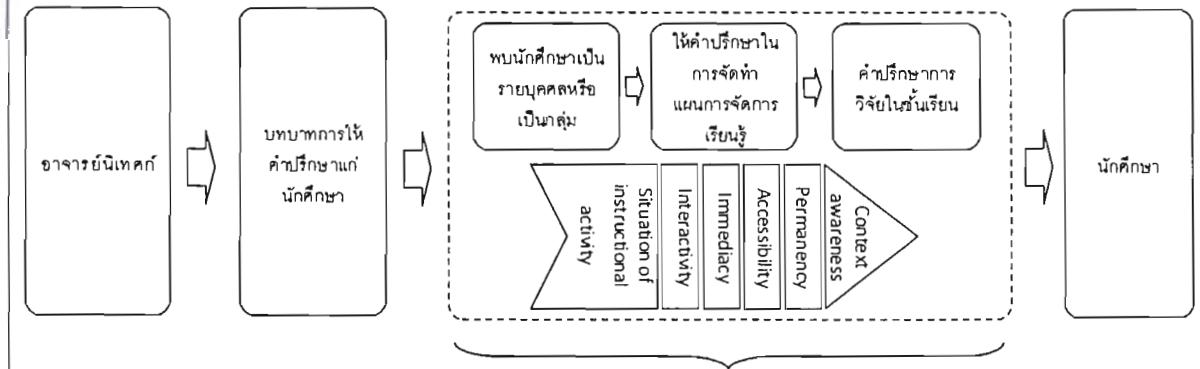 อาจารย์นิเทศก์
บทบาทการให้
คำปรึกษาแก่
นักศึกษา
พบนักศึกษาเป็น
รายบุคคลหรือ
เป็นกลุ่ม
ให้คำปรึกษาใน
การจัดทำ
แผนการจัดการ
เรียนรู้
คำปรึกษาการ
วิจัยในชั้นเรียน
Situation of
instructional
activity
Interactivity
Immediacy
Accessibility
Permanency
Context
awareness
นักศึกษา